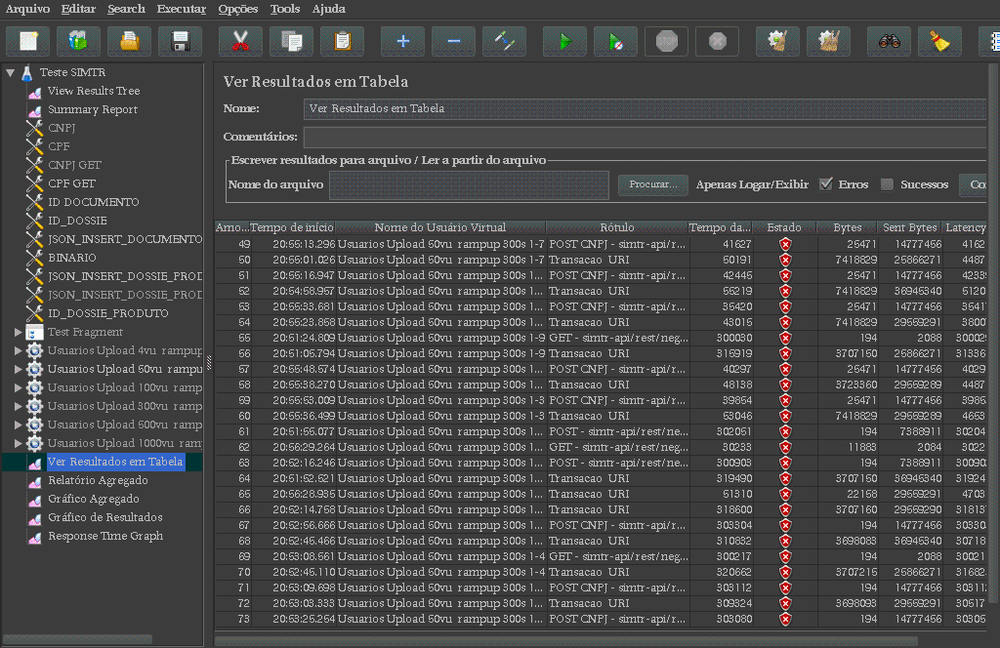 Arquivo Editar Search Executar Opções Tools Ajuda
Teste SIMTR
View Results Tree
Summary Report
CNPJ
CPF
CNPJ GET
CPF GET
ID DOCUMENTO
ID_DOSSIE
JSON_INSERT_DOCUMENTO
BINARIO
JSON_INSERT_DOSSIE_PROD
JSON_INSERT_DOSSIE_PROD
ID_DOSSIE_PRODUTO
Test Fragment
Usuarios Upload 4vu rampup
Usuarios Upload 50vu rampu
Usuarios Upload 100vu ramp
Usuarios Upload 300vu ramp
Usuarios Upload 500vu ramp
Usuarios Upload 1000vu ram
Ver Resultados em Tabela
Relatório Agregado
Gráfico Agregado
Gráfico de Resultados
Response Time Graph
Ver Resultados em Tabela
Nome: Ver Resultados em Tabela
Comentários:
Escrever resultados para arquivo / Ler a partir do arquivo
Nome do arquivo Procurar... Apenas Logar/Exibir Erros Sucessos Co
Amo... Tempo de início Nome do Usuário Virtual Rótulo Tempo da... Estado Bytes Sent Bytes Latency
49 20:55:13.296 Usuarios Upload 50vu rampup 300s 1-7 POST CNPJ - simtr-api/r... 41627 25471 14777456 4162
50 20:55:01.026 Usuarios Upload 50vu rampup 300s 1-7 Transacao URI 60191 7418829 25866271 4487
51 20:55:16.947 Usuarios Upload 50vu rampup 300s 1... POST CNPJ - simtr-api/r... 42445 25471 14777456 4233
52 20:54:58.957 Usuarios Upload 50vu rampup 300s 1... Transacao URI 55219 7418829 36945340 5120
53 20:55:33.681 Usuarios Upload 50vu rampup 300s 1... POST CNPJ - simtr-api/r... 35420 25471 14777456 3541
54 20:55:23.858 Usuarios Upload 50vu rampup 300s 1... Transacao URI 43015 7418829 29559291 3800
55 20:51:24.809 Usuarios Upload 50vu rampup 300s 1-9 GET - simtr-api/rest/neg... 300030 194 2088 30002
56 20:51:05.794 Usuarios Upload 50vu rampup 300s 1-9 Transacao URI 315919 3707150 25866271 31336
57 20:55:48.574 Usuarios Upload 50vu rampup 300s 1... POST CNPJ - simtr-api/r... 40297 25471 14777456 4029
58 20:55:38.270 Usuarios Upload 50vu rampup 300s 1... Transacao URI 48138 3723360 29559291 4487
59 20:55:53.009 Usuarios Upload 50vu rampup 300s 1-3 POST CNPJ - simtr-api/r... 39854 25471 14777456 3985
60 20:55:36.499 Usuarios Upload 50vu rampup 300s 1-3 Transacao URI 53046 7418829 29559291 4653
61 20:51:55.077 Usuarios Upload 50vu rampup 300s 1... POST - simtr-api/rest/ne... 302051 194 7388911 30204
62 20:56:29.264 Usuarios Upload 50vu rampup 300s 1... GET - simtr-api/rest/neg... 30233 11883 2084 3022
63 20:52:16.246 Usuarios Upload 50vu rampup 300s 1... POST - simtr-api/rest/ne... 300903 194 7388911 30090
64 20:51:52.521 Usuarios Upload 50vu rampup 300s 1... Transacao URI 319490 3707150 36945340 31924
65 20:56:28.935 Usuarios Upload 50vu rampup 300s 1... Transacao URI 51310 22158 29559290 4703
66 20:52:14.758 Usuarios Upload 50vu rampup 300s 1... Transacao URI 318600 3707160 29559291 31813
67 20:52:56.666 Usuarios Upload 50vu rampup 300s 1... POST CNPJ - simtr-api/r... 303304 194 14777456 30330
68 20:52:45.466 Usuarios Upload 50vu rampup 300s 1... Transacao URI 310832 3698083 36945340 30718
69 20:53:08.561 Usuarios Upload 50vu rampup 300s 1-4 GET - simtr-api/rest/neg... 300217 194 2088 30021
70 20:52:45.110 Usuarios Upload 50vu rampup 300s 1-4 Transacao URI 320662 3707215 25866271 31682
71 20:53:09.698 Usuarios Upload 50vu rampup 300s 1... POST CNPJ - simtr-api/r... 303112 194 14777456 30311
72 20:53:03.333 Usuarios Upload 50vu rampup 300s 1... Transacao URI 309324 3698093 29559291 30517
73 20:53:25.254 Usuarios Upload 50vu rampup 300s 1... POST CNPJ - simtr-api/r... 303080 194 14777456 30305